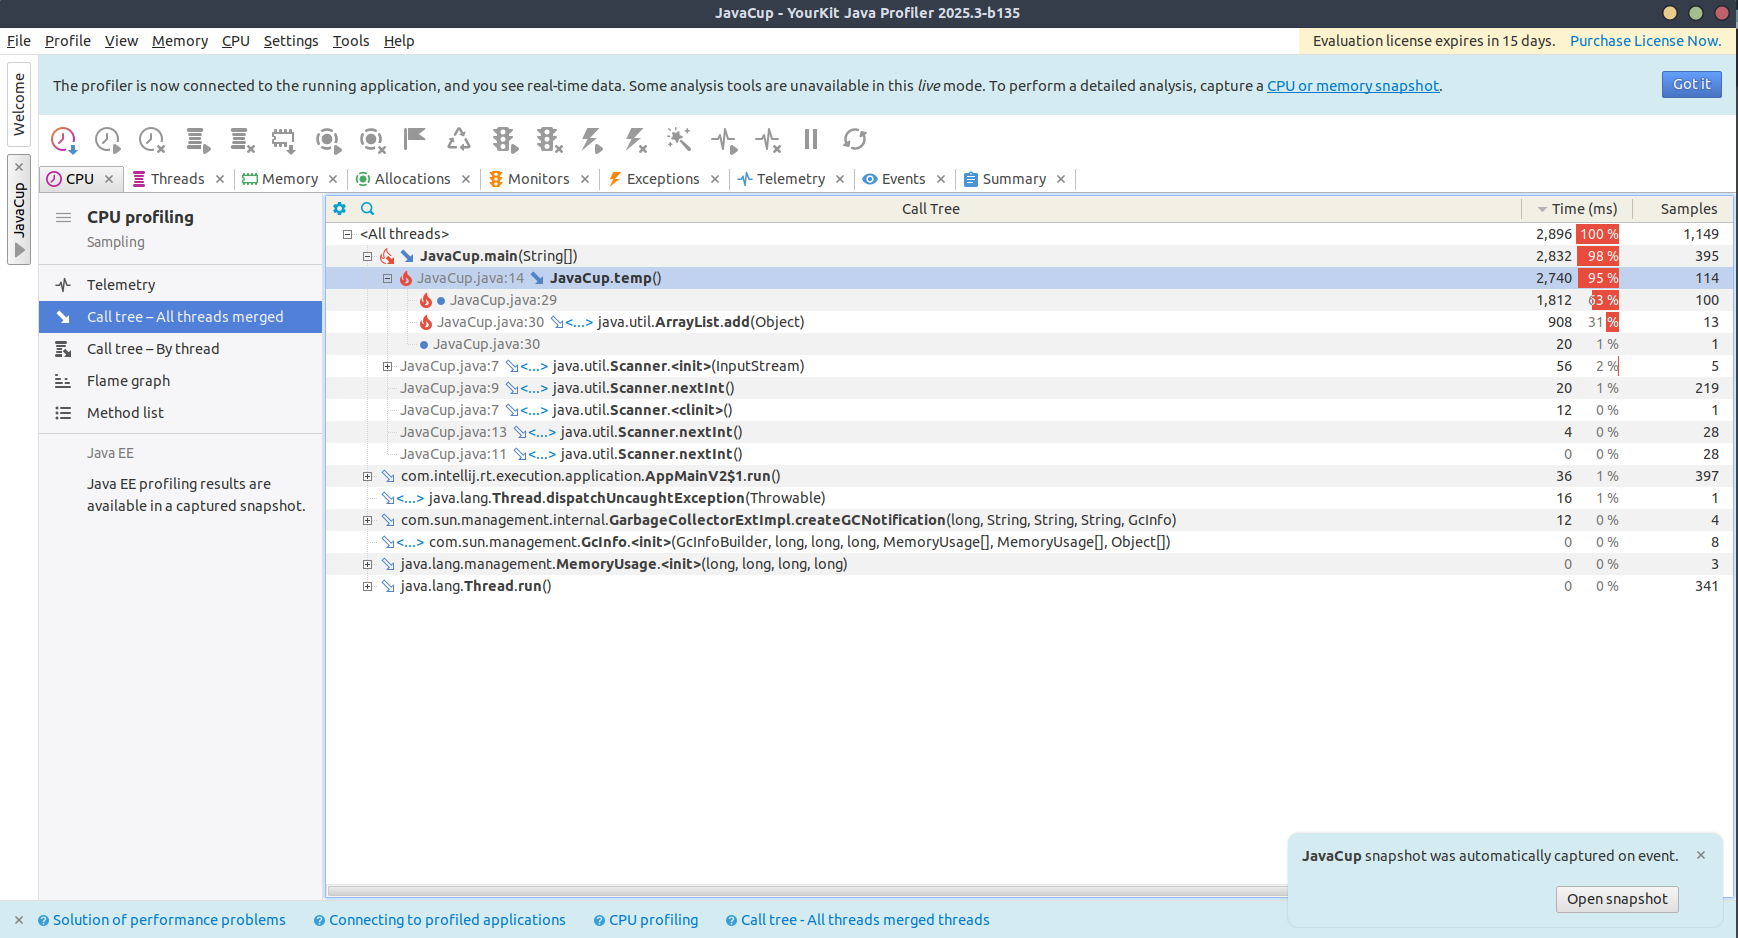 JavaCup - YourKit Java Profiler 2025.3-b135
File Profile View Memory CPU Settings Tools Help
Evaluation license expires in 15 days. Purchase License Now.
Welcome
JavaCup
The profiler is now connected to the running application, and you see real-time data. Some analysis tools are unavailable in this live mode. To perform a detailed analysis, capture a CPU or memory snapshot.
Got it
CPU Threads Memory Allocations Monitors Exceptions Telemetry Events Summary
CPU profiling
Sampling
Telemetry
Call tree – All threads merged
Call tree – By thread
Flame graph
Method list
Java EE
Java EE profiling results are
available in a captured snapshot.
Call Tree Time (ms) Samples
<All threads> 2,896 100 % 1,149
JavaCup.main(String[]) 2,832 98 % 395
JavaCup.java:14 JavaCup.temp() 2,740 95 % 114
JavaCup.java:29 1,812 63 % 100
JavaCup.java:30 <...> java.util.ArrayList.add(Object) 908 31 % 13
JavaCup.java:30 20 1 % 1
JavaCup.java:7 <...> java.util.Scanner.<init>(InputStream) 56 2 % 5
JavaCup.java:9 <...> java.util.Scanner.nextInt() 20 1 % 219
JavaCup.java:7 <...> java.util.Scanner.<clinit>() 12 0 % 1
JavaCup.java:13 <...> java.util.Scanner.nextInt() 4 0 % 28
JavaCup.java:11 <...> java.util.Scanner.nextInt() 0 0 % 28
com.intellij.rt.execution.application.AppMainV2$1.run() 36 1 % 397
<...> java.lang.Thread.dispatchUncaughtException(Throwable) 16 1 % 1
com.sun.management.internal.GarbageCollectorExtImpl.createGCNotification(long, String, String, String, GcInfo) 12 0 % 4
<...> com.sun.management.GcInfo.<init>(GcInfoBuilder, long, long, long, MemoryUsage[], MemoryUsage[], Object[]) 0 0 % 8
java.lang.management.MemoryUsage.<init>(long, long, long, long) 0 0 % 3
java.lang.Thread.run() 0 0 % 341
JavaCup snapshot was automatically captured on event.
Open snapshot
Solution of performance problems Connecting to profiled applications CPU profiling Call tree - All threads merged threads